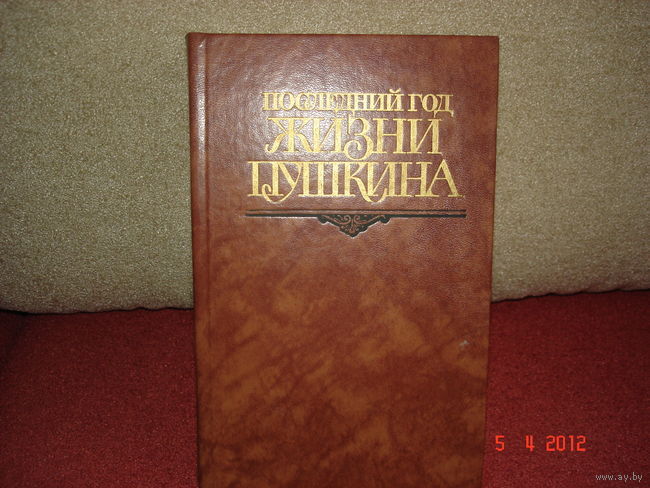 ПОСЛЕДНИЙ ГОД
ЖИЗНИ
ПУШКИНА
5 4 2012
www.ay.by